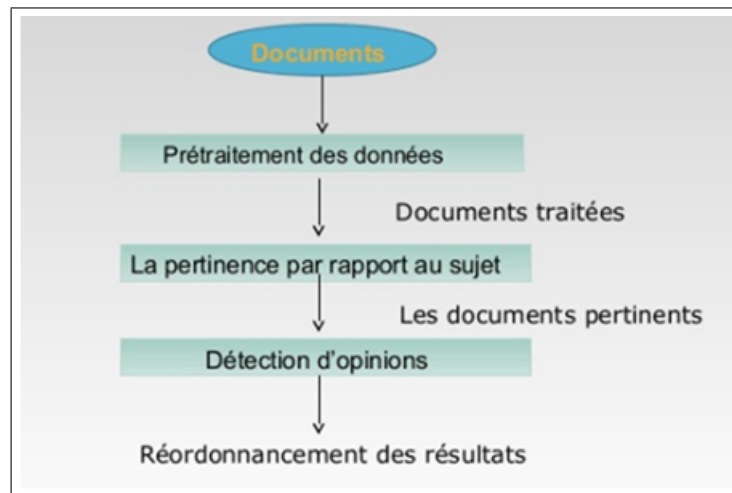 Documents
Prétraitement des données
Documents traitées
La pertinence par rapport au sujet
Les documents pertinents
Détection d'opinions
Réordonnancement des résultats